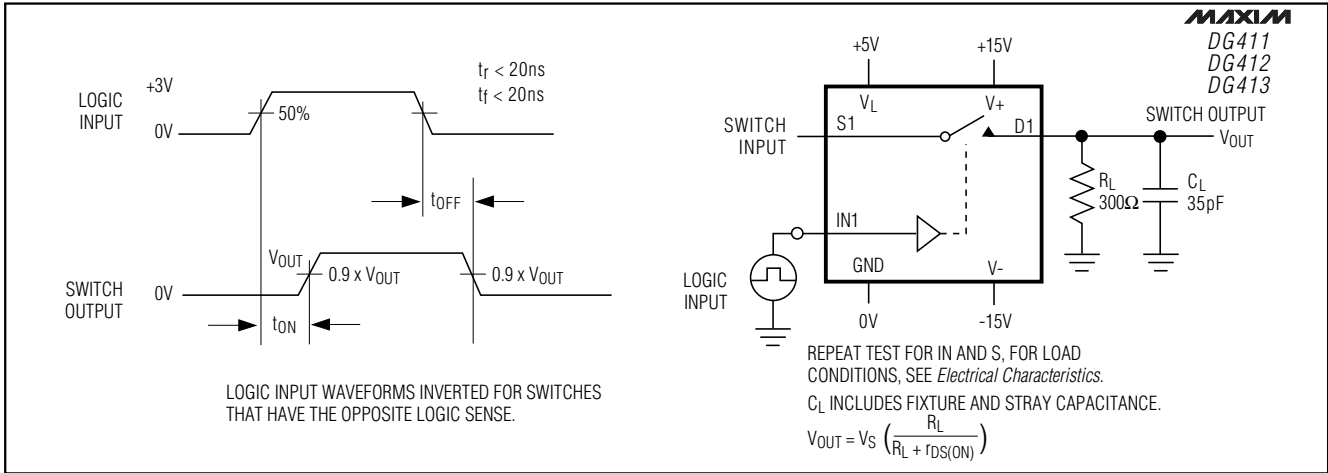 LOGIC
INPUT
+3V
0V
50%
tr < 20ns
tf < 20ns
tOFF
SWITCH
OUTPUT
VOUT
0V
0.9 x VOUT
0.9 x VOUT
tON
LOGIC INPUT WAVEFORMS INVERTED FOR SWITCHES
THAT HAVE THE OPPOSITE LOGIC SENSE.
MAXIM
DG411
DG412
DG413
+5V
+15V
VL
V+
SWITCH
INPUT
S1
D1
SWITCH OUTPUT
VOUT
RL
300Ω
CL
35pF
IN1
LOGIC
INPUT
GND
V-
0V
-15V
REPEAT TEST FOR IN AND S, FOR LOAD
CONDITIONS, SEE Electrical Characteristics.
CL INCLUDES FIXTURE AND STRAY CAPACITANCE.
VOUT = VS (RL / RL + rDS(ON))